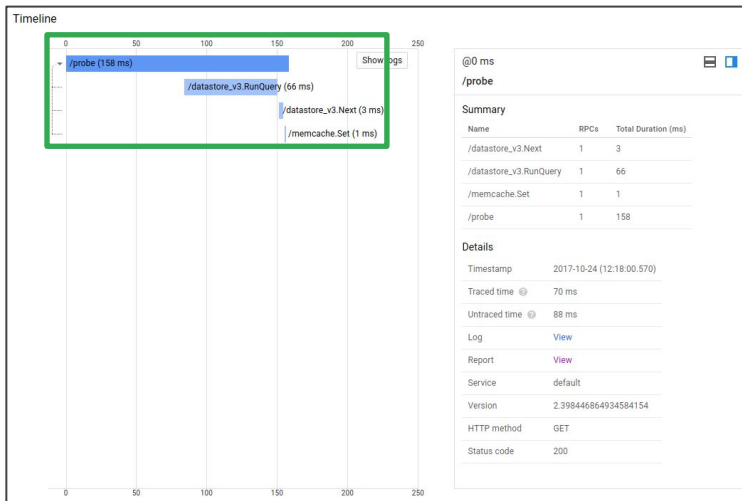 Timeline
0 50 100 150 200 250
/probe (158 ms)
Show logs
/datastore_v3.RunQuery (66 ms)
/datastore_v3.Next (3 ms)
/memcache.Set (1 ms)
0 50 100 150 200 250
@0 ms
/probe
Summary
Name RPCs Total Duration (ms)
/datastore_v3.Next 1 3
/datastore_v3.RunQuery 1 66
/memcache.Set 1 1
/probe 1 158
Details
Timestamp 2017-10-24 (12:18:00.570)
Traced time ? 70 ms
Untraced time ? 88 ms
Log View
Report View
Service default
Version 2.398446864934584154
HTTP method GET
Status code 200